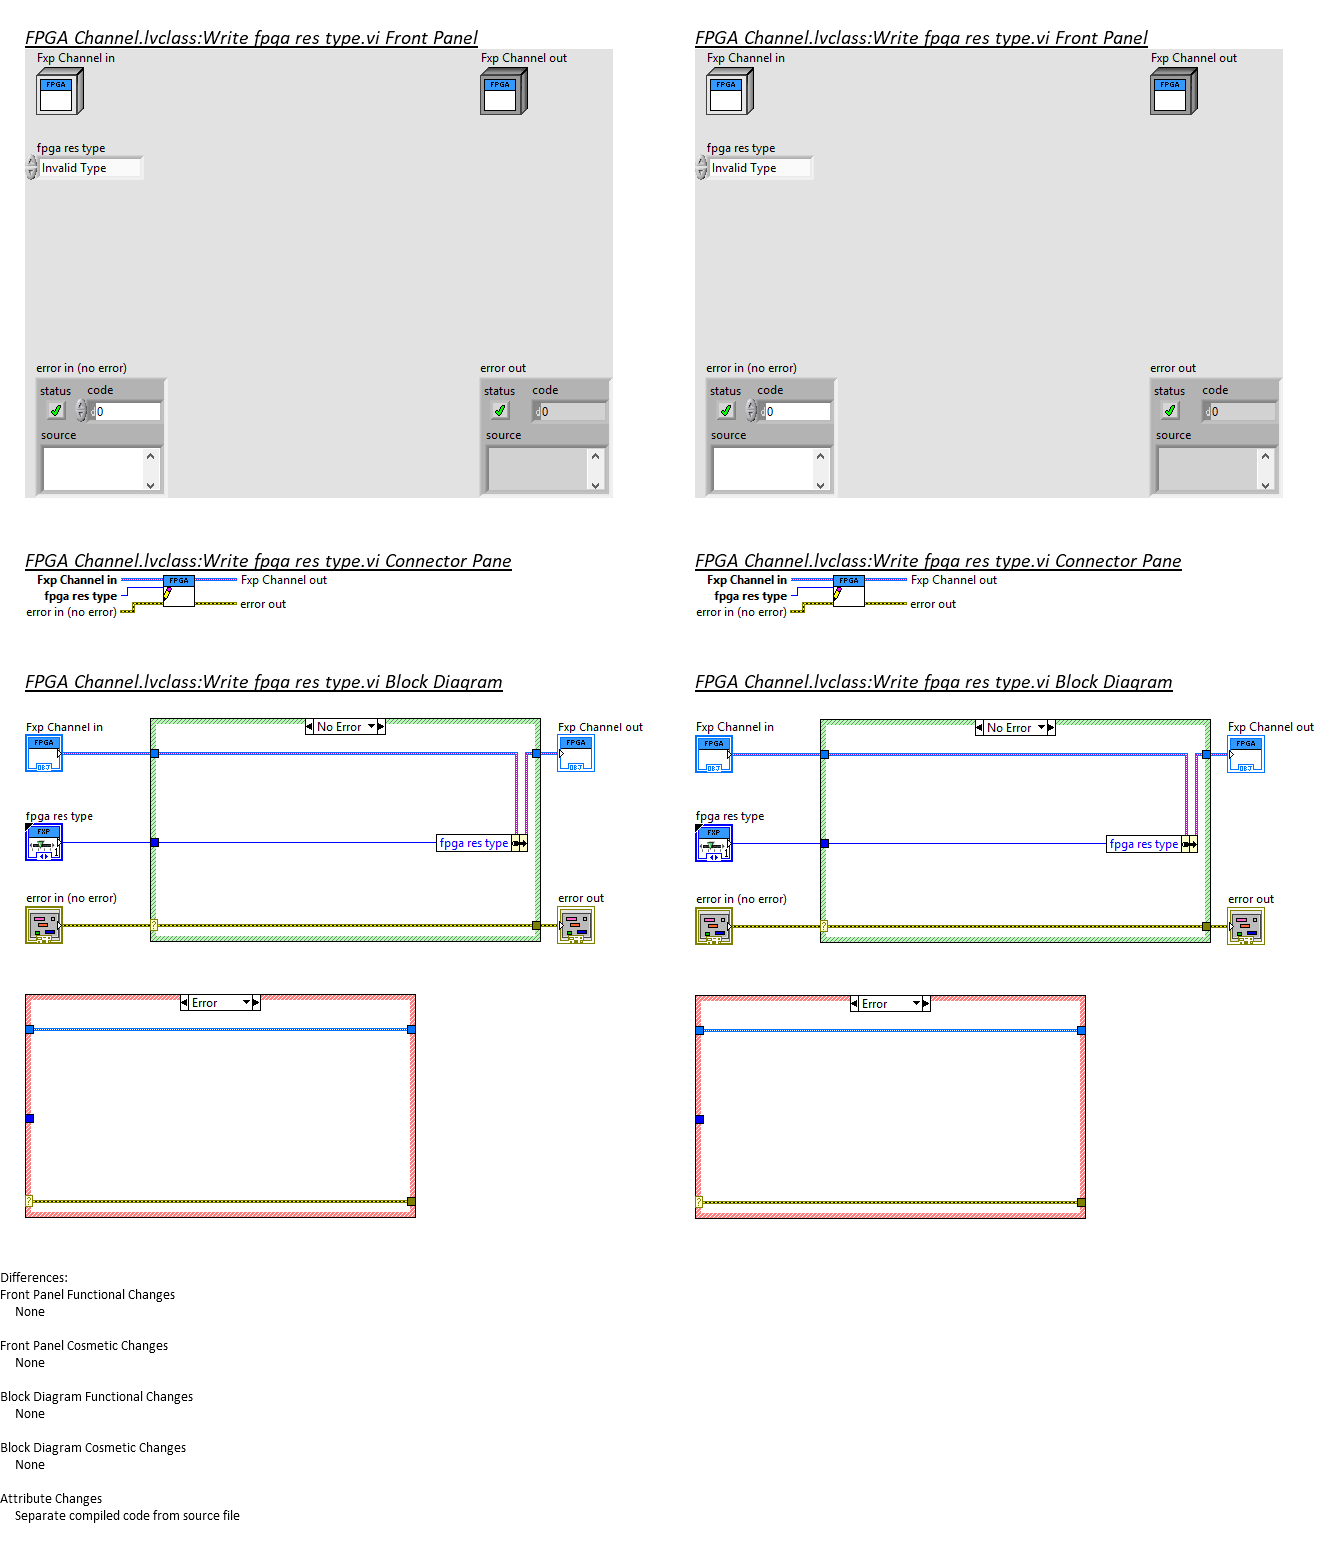 FPGA Channel.lvclass:Write fpga res type.vi Front Panel
FPGA Channel.lvclass:Write fpga res type.vi Front Panel
Fxp Channel in
Fxp Channel out
Fxp Channel in
Fxp Channel out
FPGA
FPGA
FPGA
FPGA
fpga res type
fpga res type
Invalid Type
Invalid Type
error in (no error)
error out
error in (no error)
error out
status code
status code
status code
status code
0
0
0
0
source
source
source
source
FPGA Channel.lvclass:Write fpga res type.vi Connector Pane
FPGA Channel.lvclass:Write fpga res type.vi Connector Pane
Fxp Channel in
FPGA
Fxp Channel out
Fxp Channel in
FPGA
Fxp Channel out
fpga res type
fpga res type
error in (no error)
error out
error in (no error)
error out
FPGA Channel.lvclass:Write fpga res type.vi Block Diagram
FPGA Channel.lvclass:Write fpga res type.vi Block Diagram
Fxp Channel in
No Error
Fxp Channel out
Fxp Channel in
No Error
Fxp Channel out
FPGA
FPGA
FPGA
FPGA
OBJ
OBJ
OBJ
OBJ
fpga res type
fpga res type
FXP
FXP
1
fpga res type
1
fpga res type
error in (no error)
error out
error in (no error)
error out
?
?
Error
Error
?
?
Differences:
Front Panel Functional Changes
None
Front Panel Cosmetic Changes
None
Block Diagram Functional Changes
None
Block Diagram Cosmetic Changes
None
Attribute Changes
Separate compiled code from source file